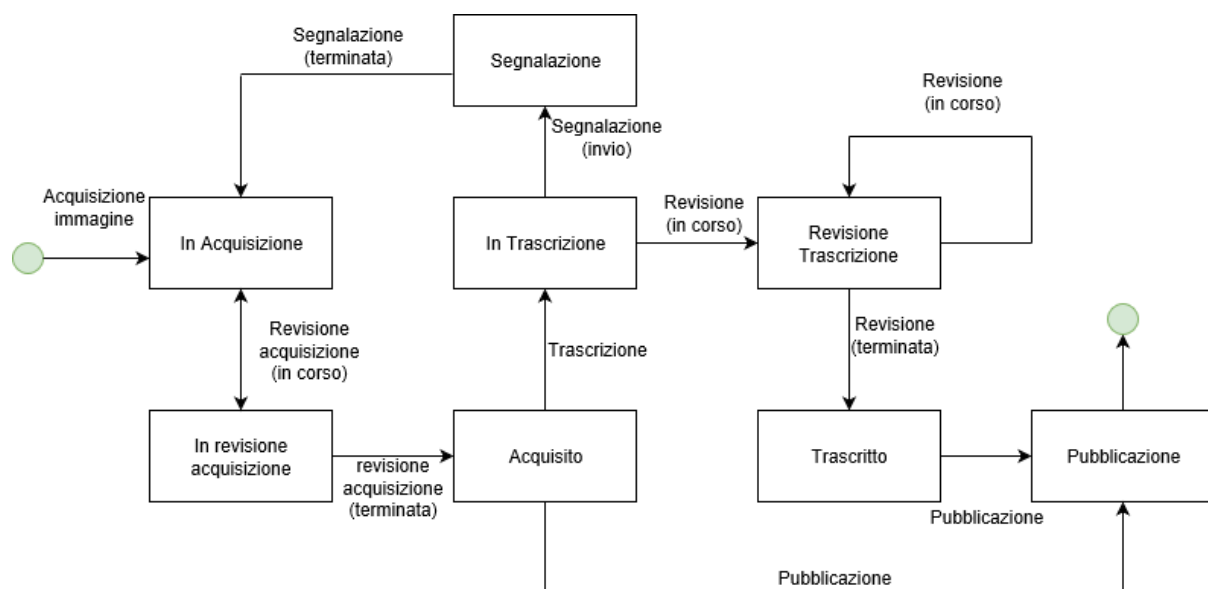 Segnalazione
(terminata)
Segnalazione
Segnalazione
(invio)
Revisione
(in corso)
Acquisizione
immagine
In Acquisizione
In Trascrizione
Revisione
(in corso)
Revisione
Trascrizione
Revisione
acquisizione
(in corso)
Trascrizione
Revisione
(terminata)
In revisione
acquisizione
revisione
acquisizione
(terminata)
Acquisito
Trascritto
Pubblicazione
Pubblicazione
Pubblicazione